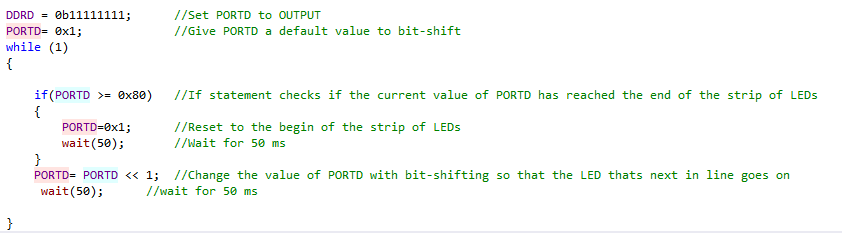 DDRD = 0b11111111;      //Set PORTD to OUTPUT
PORTD= 0x1;             //Give PORTD a default value to bit-shift
while (1)
{
    if(PORTD >= 0x80)   //If statement checks if the current value of PORTD has reached the end of the strip of LEDs
    {
        PORTD=0x1;      //Reset to the begin of the strip of LEDs
        wait(50);       //Wait for 50 ms
    }
    PORTD= PORTD << 1;  //Change the value of PORTD with bit-shifting so that the LED thats next in line goes on
     wait(50);      //wait for 50 ms
}